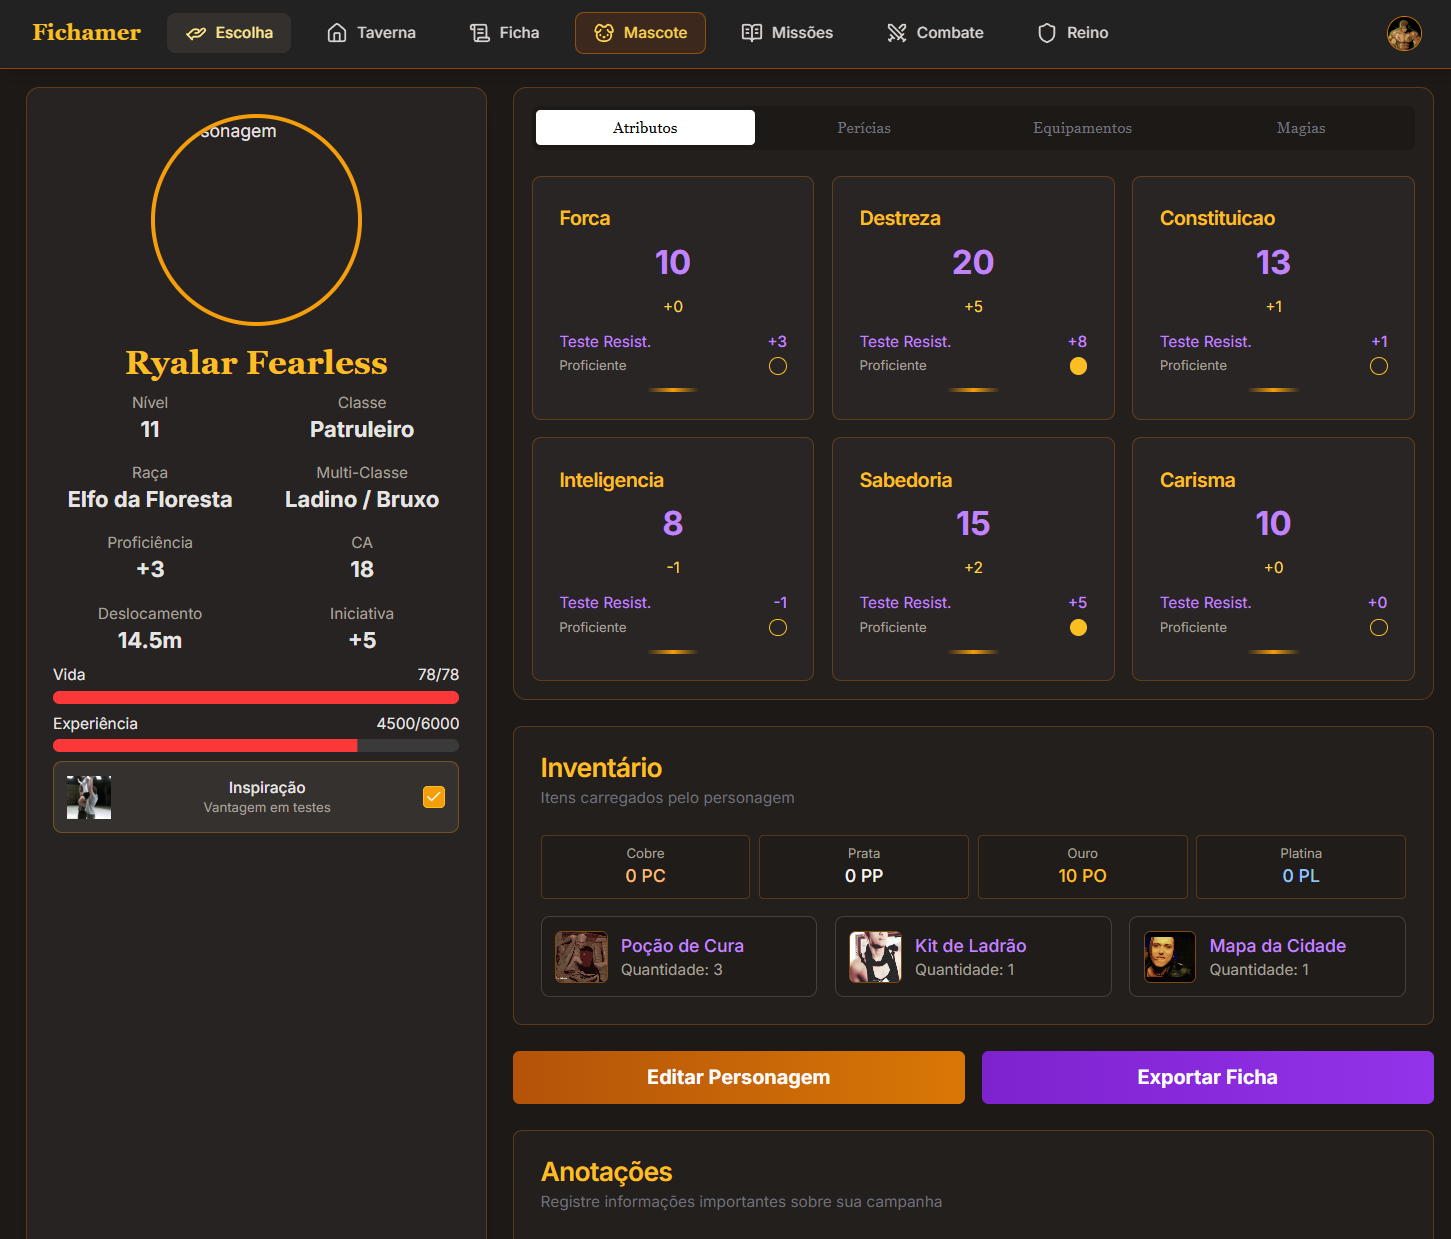 Fichamer
Escolha
Taverna
Ficha
Mascote
Missões
Combate
Reino
sonagem
Ryalar Fearless
Nível
Classe
11
Patruleiro
Raça
Multi-Classe
Elfo da Floresta
Ladino / Bruxo
Proficiência
CA
+3
18
Deslocamento
Iniciativa
14.5m
+5
Vida
78/78
Experiência
4500/6000
Inspiração
Vantagem em testes
Atributos
Perícias
Equipamentos
Magias
Forca
10
+0
Teste Resist.
+3
Proficiente
Destreza
20
+5
Teste Resist.
+8
Proficiente
Constituicao
13
+1
Teste Resist.
+1
Proficiente
Inteligencia
8
-1
Teste Resist.
-1
Proficiente
Sabedoria
15
+2
Teste Resist.
+5
Proficiente
Carisma
10
+0
Teste Resist.
+0
Proficiente
Inventário
Itens carregados pelo personagem
Cobre
0 PC
Prata
0 PP
Ouro
10 PO
Platina
0 PL
Poção de Cura
Quantidade: 3
Kit de Ladrão
Quantidade: 1
Mapa da Cidade
Quantidade: 1
Editar Personagem
Exportar Ficha
Anotações
Registre informações importantes sobre sua campanha